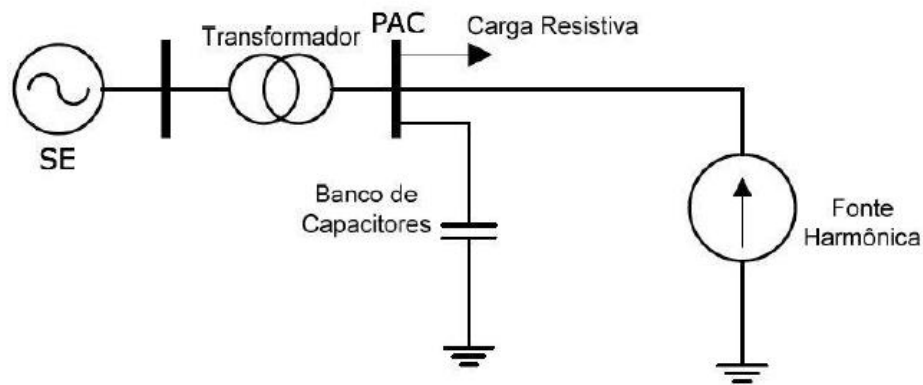 Transformador
PAC
Carga Resistiva
SE
Banco de
Capacitores
Fonte
Harmônica